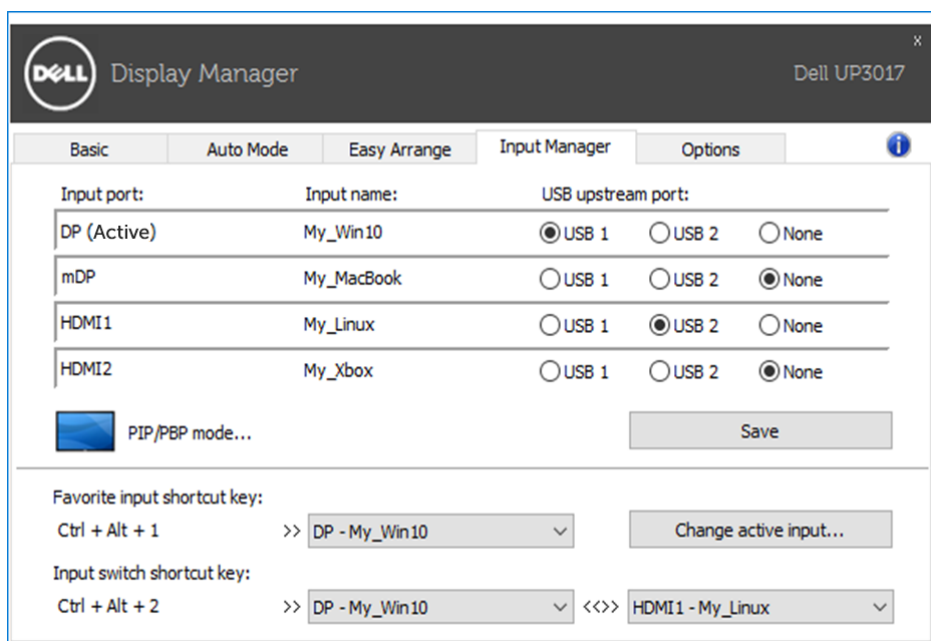 x
DELL Display Manager Dell UP3017
Basic Auto Mode Easy Arrange Input Manager Options i
Input port: Input name: USB upstream port:
DP (Active) My_Win10 USB 1 USB 2 None
mDP My_MacBook USB 1 USB 2 None
HDMI1 My_Linux USB 1 USB 2 None
HDMI2 My_Xbox USB 1 USB 2 None
PIP/PBP mode... Save
Favorite input shortcut key:
Ctrl + Alt + 1 >> DP - My_Win10 Change active input...
Input switch shortcut key:
Ctrl + Alt + 2 >> DP - My_Win10 <<>> HDMI1 - My_Linux